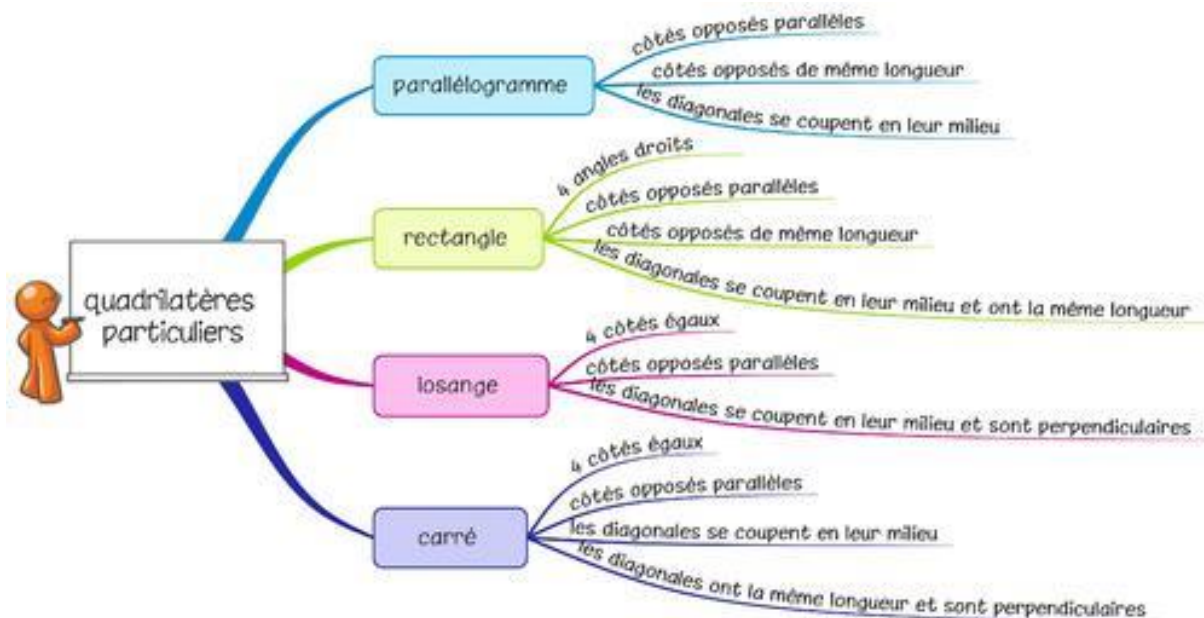 quadrilatères
particuliers
parallélogramme
côtés opposés parallèles
côtés opposés de même longueur
les diagonales se coupent en leur milieu
rectangle
4 angles droits
côtés opposés parallèles
côtés opposés de même longueur
les diagonales se coupent en leur milieu et ont la même longueur
losange
4 côtés égaux
côtés opposés parallèles
les diagonales se coupent en leur milieu et sont perpendiculaires
carré
4 côtés égaux
côtés opposés parallèles
les diagonales se coupent en leur milieu
les diagonales ont la même longueur et sont perpendiculaires